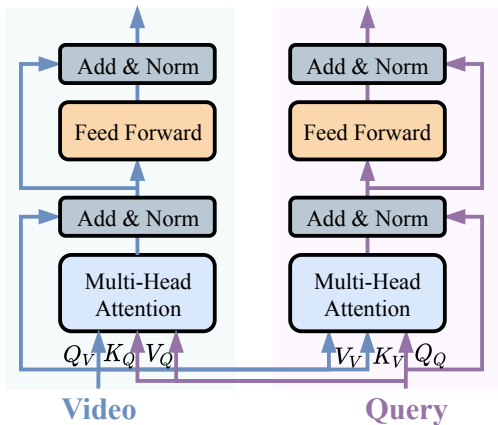 Add & Norm
Feed Forward
Add & Norm
Multi-Head
Attention
Q_V K_Q V_Q
Video
Add & Norm
Feed Forward
Add & Norm
Multi-Head
Attention
V_V K_V Q_Q
Query